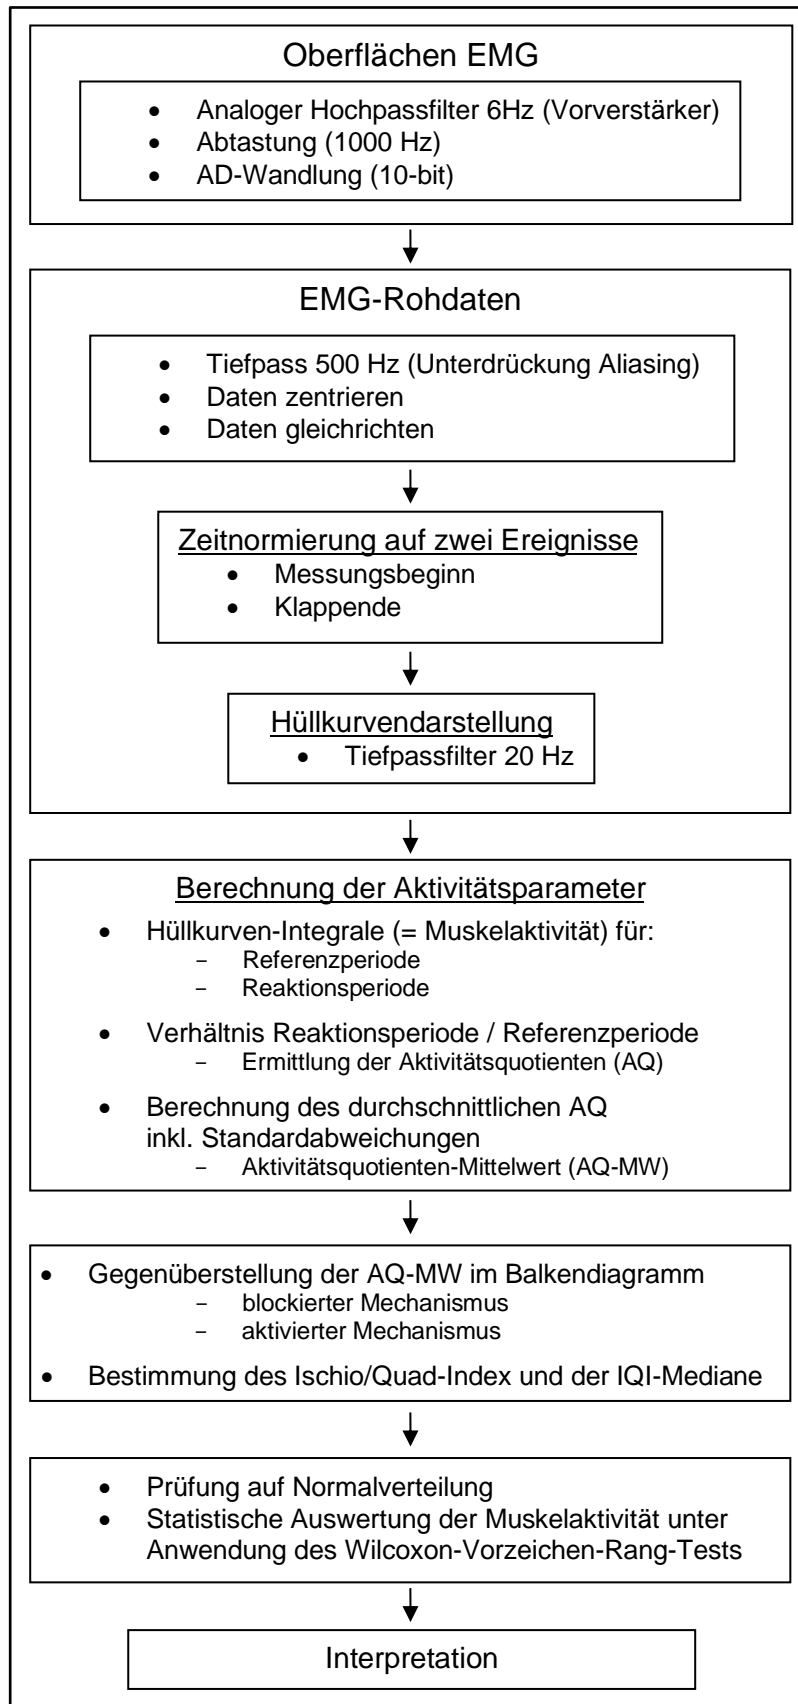 Oberflächen EMG
• Analoger Hochpassfilter 6Hz (Vorverstärker)
• Abtastung (1000 Hz)
• AD-Wandlung (10-bit)
EMG-Rohdaten
• Tiefpass 500 Hz (Unterdrückung Aliasing)
• Daten zentrieren
• Daten gleichrichten
Zeitnormierung auf zwei Ereignisse
• Messungsbeginn
• Klappende
Hüllkurvendarstellung
• Tiefpassfilter 20 Hz
Berechnung der Aktivitätsparameter
• Hüllkurven-Integrale (= Muskelaktivität) für:
- Referenzperiode
- Reaktionsperiode
• Verhältnis Reaktionsperiode / Referenzperiode
- Ermittlung der Aktivitätsquotienten (AQ)
• Berechnung des durchschnittlichen AQ
inkl. Standardabweichungen
- Aktivitätsquotienten-Mittelwert (AQ-MW)
• Gegenüberstellung der AQ-MW im Balkendiagramm
- blockierter Mechanismus
- aktivierter Mechanismus
• Bestimmung des Ischio/Quad-Index und der IQI-Mediane
• Prüfung auf Normalverteilung
• Statistische Auswertung der Muskelaktivität unter
Anwendung des Wilcoxon-Vorzeichen-Rang-Tests
Interpretation